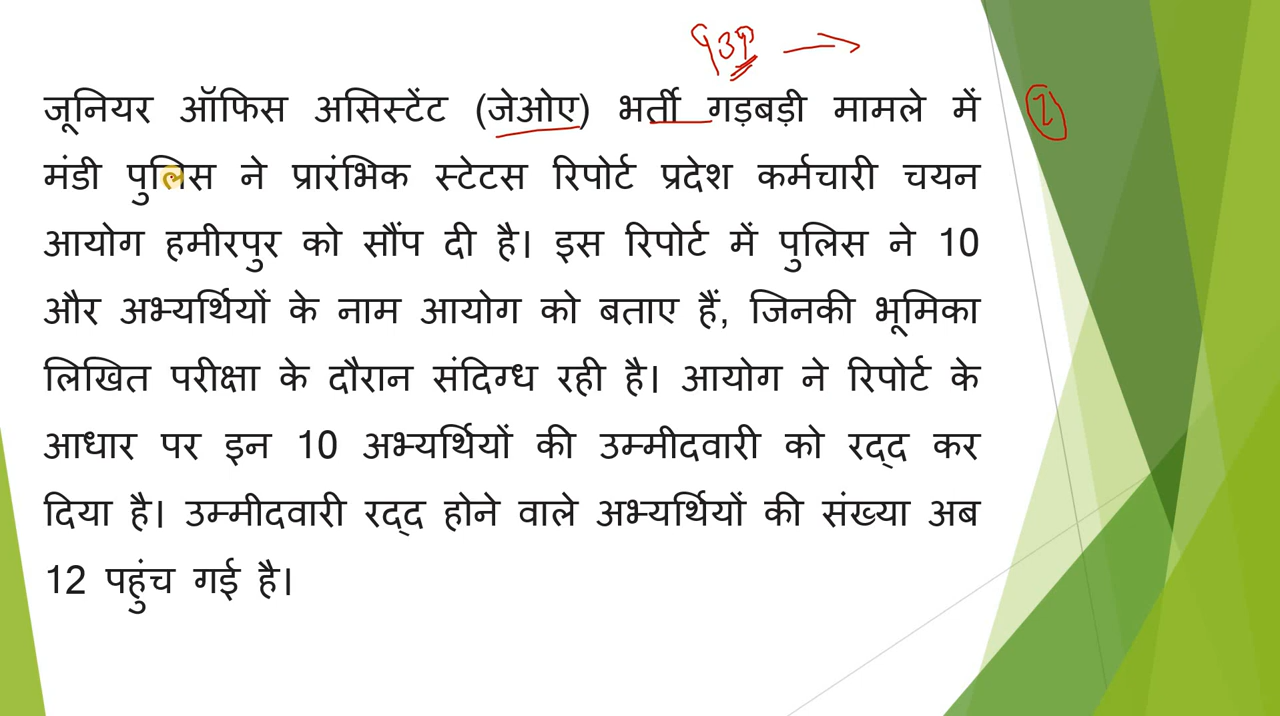 जूनियर ऑफिस असिस्टेंट (जेओए) भर्ती गड़बड़ी मामले में
मंडी पुलिस ने प्रारंभिक स्टेटस रिपोर्ट प्रदेश कर्मचारी चयन
आयोग हमीरपुर को सौंप दी है। इस रिपोर्ट में पुलिस ने 10
और अभ्यर्थियों के नाम आयोग को बताए हैं, जिनकी भूमिका
लिखित परीक्षा के दौरान संदिग्ध रही है। आयोग ने रिपोर्ट के
आधार पर इन 10 अभ्यर्थियों की उम्मीदवारी को रद्द कर
दिया है। उम्मीदवारी रद्द होने वाले अभ्यर्थियों की संख्या अब
12 पहुंच गई है।